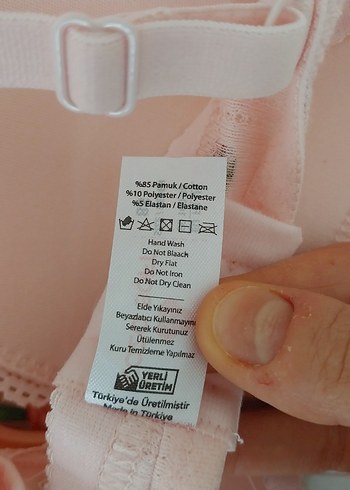 %85 Pamuk / Cotton
%10 Polyester / Polyester
%5 Elastan / Elastane
Hand Wash
Do Not Blaach
Dry Flat
Do Not Iron
Do Not Dry Clean
Elde Yıkayınız
Beyazlatıcı Kullanmayın
Sererek Kurutunuz
Ütülenmez
Kuru Temizleme Yapılmaz
YERLİ
ÜRETİM
Türkiye'de Üretilmiştir
Made in Türkiye